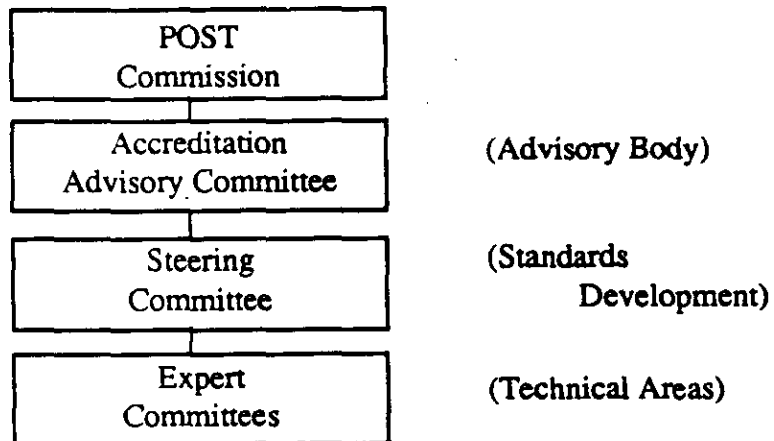 POST
Commission
Accreditation
Advisory Committee
(Advisory Body)
Steering
Committee
(Standards
Development)
Expert
Committees
(Technical Areas)